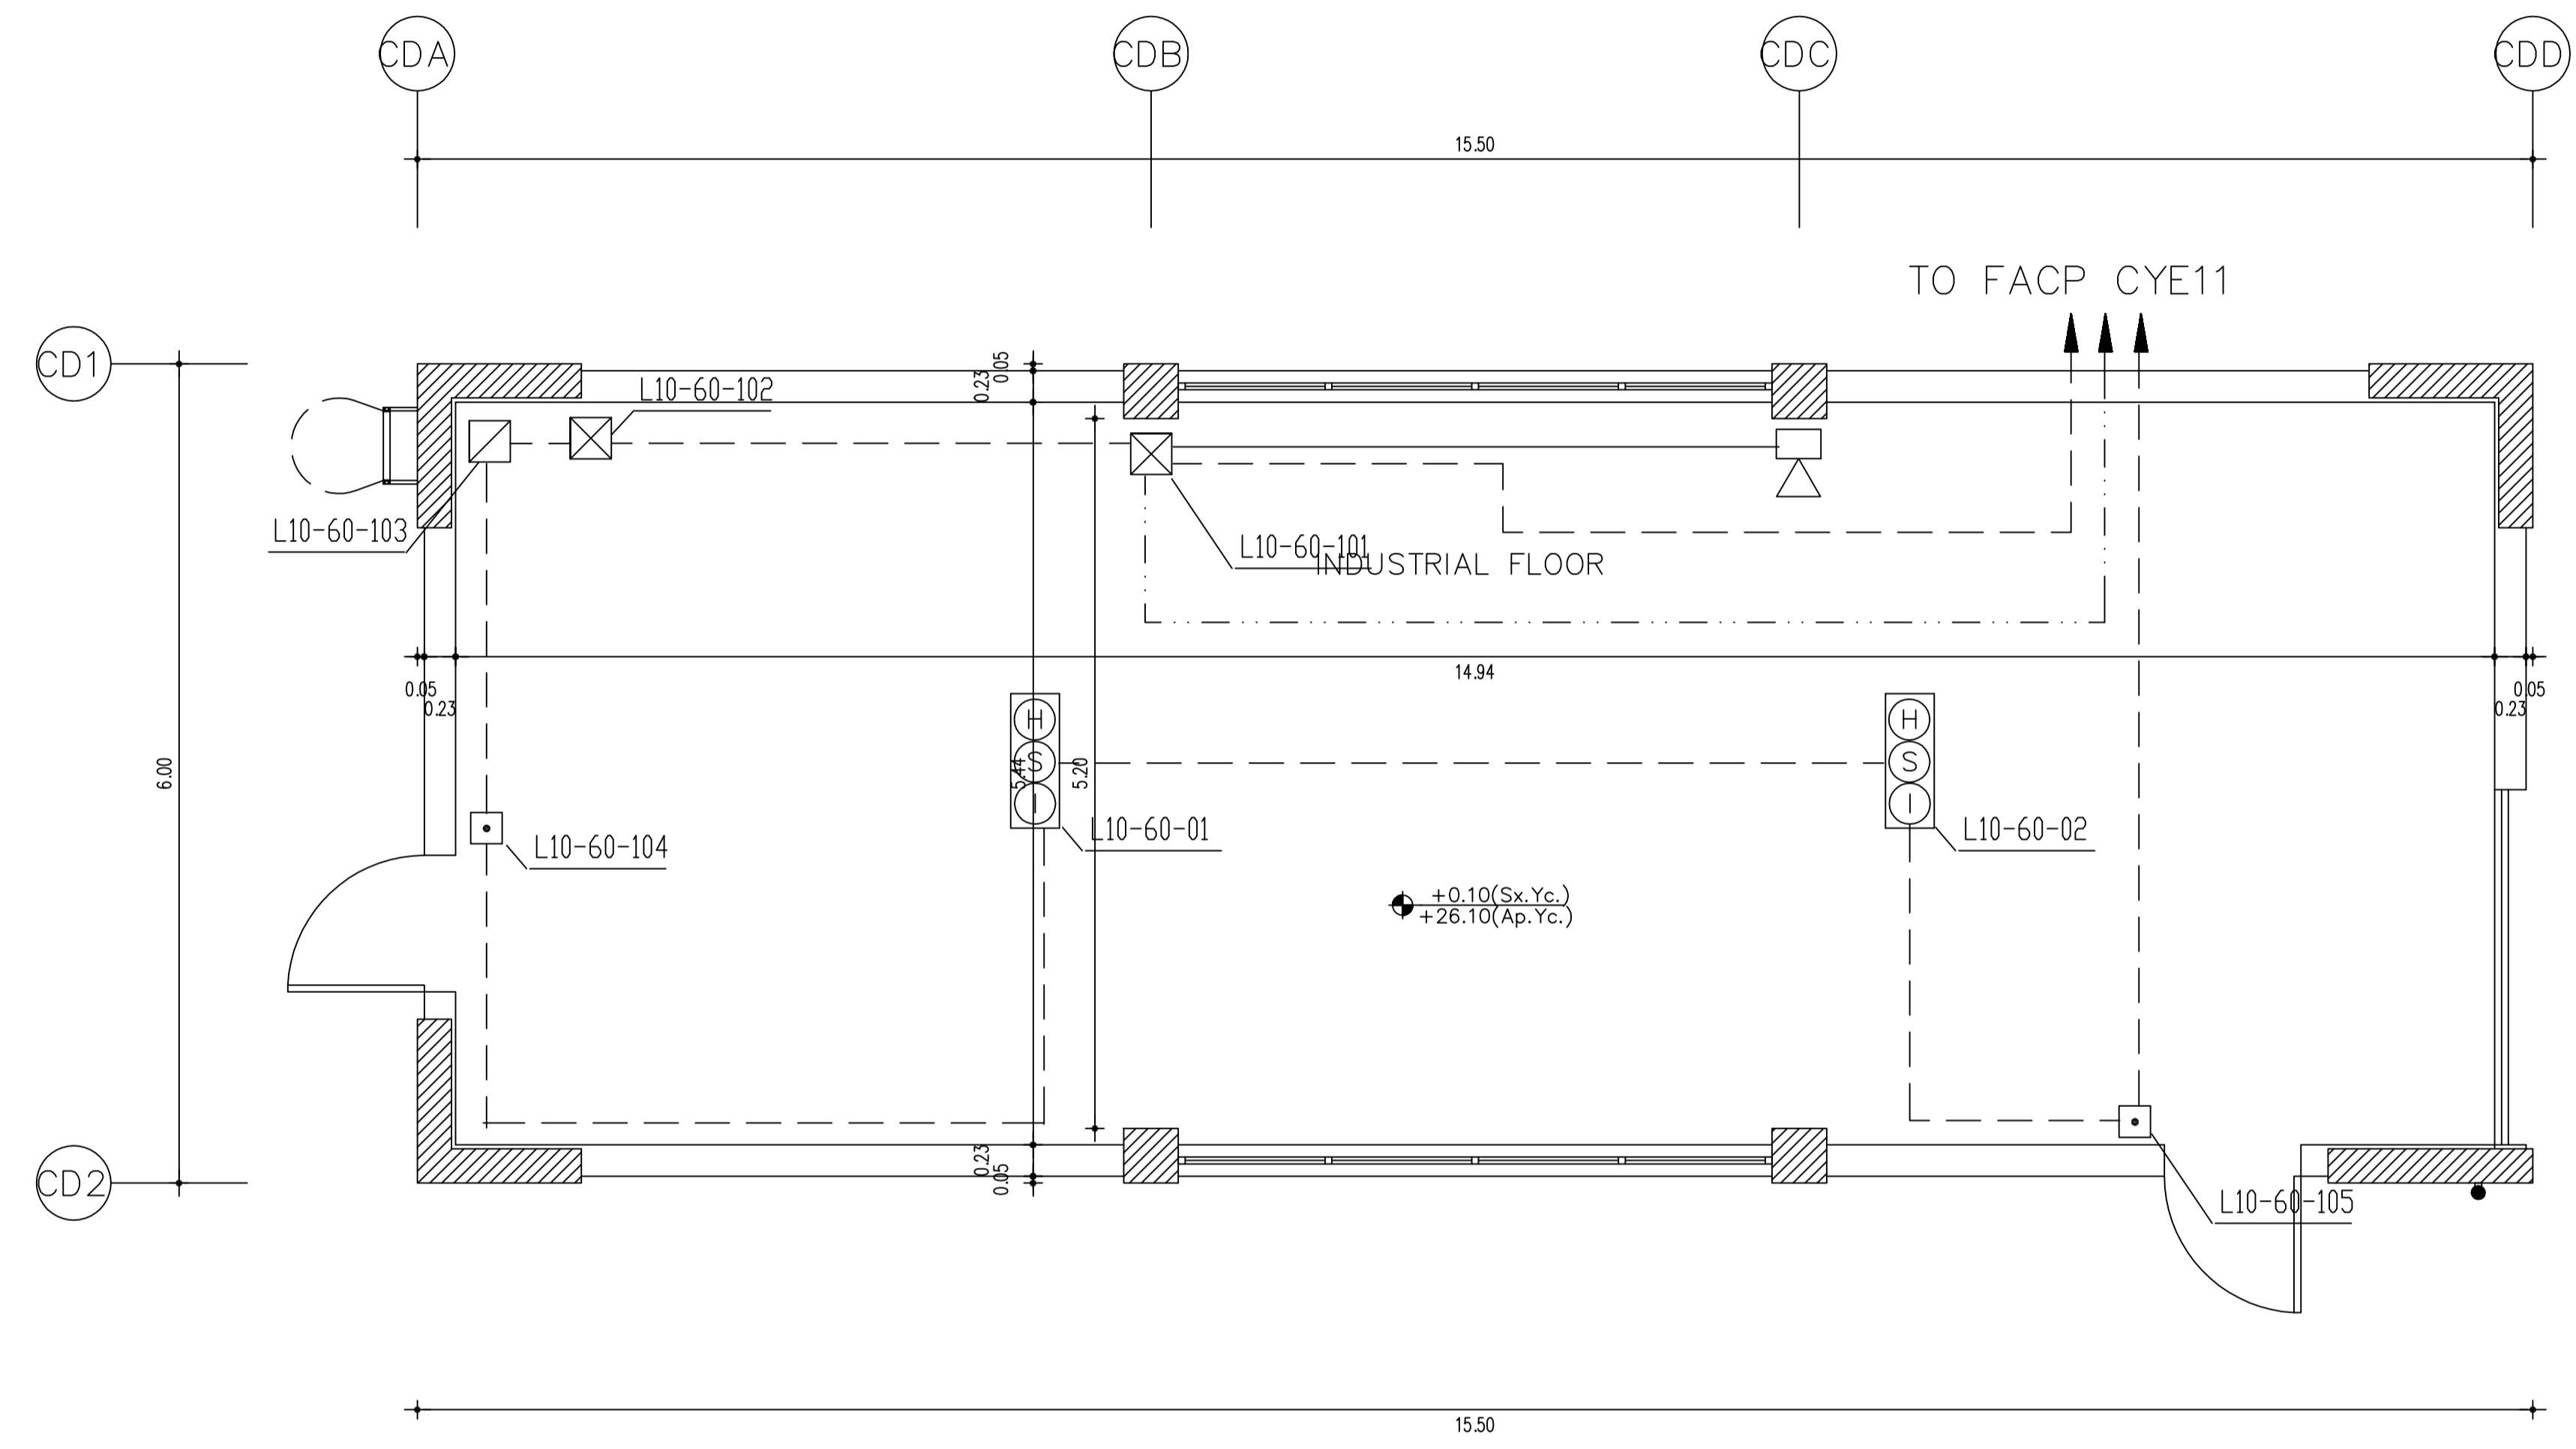 CDA
CDB
CDC
CDD
15.50
TO FACP CYE11
CD1
0.05
0.23
L10-60-102
L10-60-103
L10-60-101
INDUSTRIAL FLOOR
14.94
0.05
0.23
0.05
0.23
6.00
H
S
I
5.44
5.20
H
S
I
L10-60-104
L10-60-01
L10-60-02
+0.10(Sx.Yc.)
+26.10(Ap.Yc.)
0.23
0.05
CD2
L10-60-105
15.50